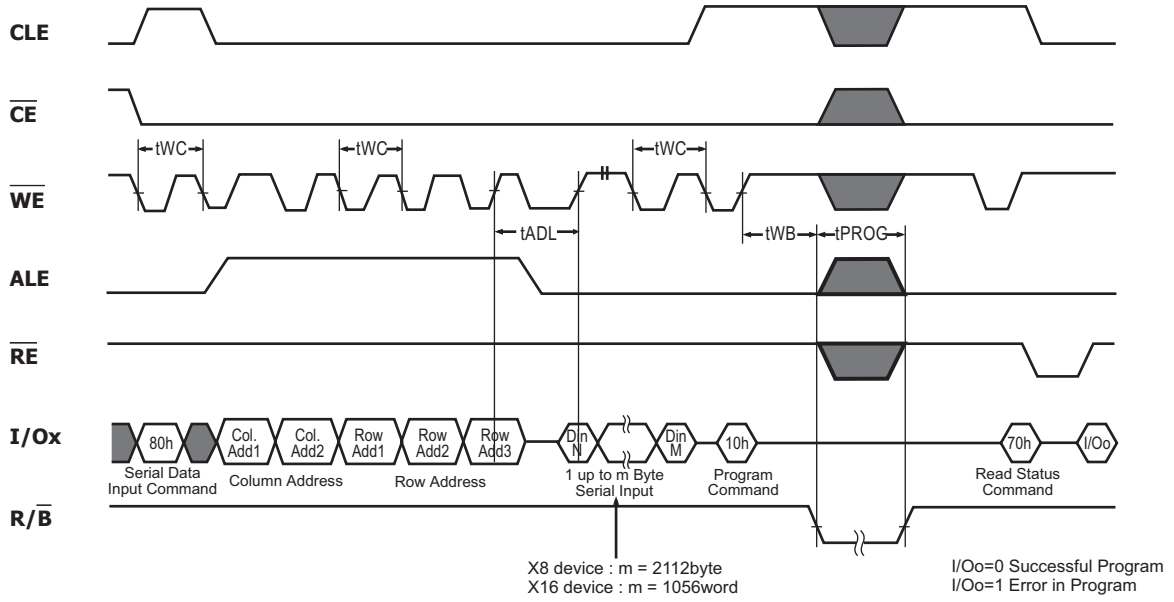 CLE
CE
tWC
tWC
tWC
WE
tADL
tWB
tPROG
ALE
RE
I/Ox
80h
Col. Add1
Col. Add2
Row Add1
Row Add2
Row Add3
Din N
Din M
10h
70h
I/Oo
Serial Data
Input Command
Column Address
Row Address
1 up to m Byte
Serial Input
Program
Command
Read Status
Command
R/B
X8 device : m = 2112byte
X16 device : m = 1056word
I/Oo=0 Successful Program
I/Oo=1 Error in Program